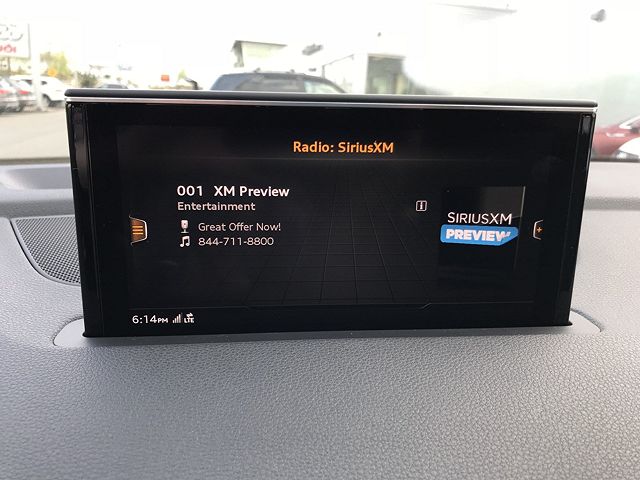 Radio: SiriusXM
001 XM Preview
Entertainment
Great Offer Now!
844-711-8800
SIRIUSXM
PREVIEW
6:14PM LTE